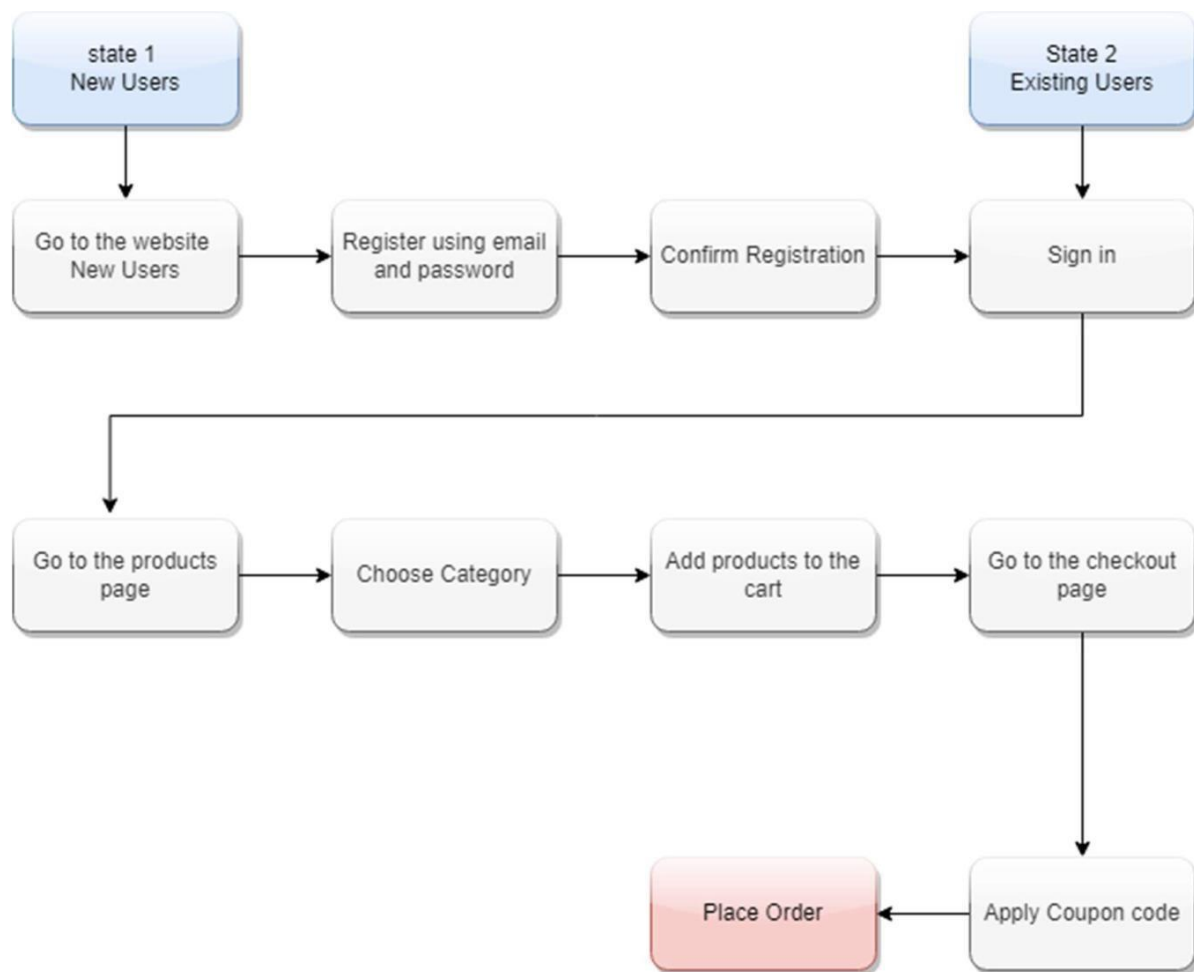 state 1
New Users
State 2
Existing Users
Go to the website
New Users
Register using email
and password
Confirm Registration
Sign in
Go to the products
page
Choose Category
Add products to the
cart
Go to the checkout
page
Place Order
Apply Coupon code